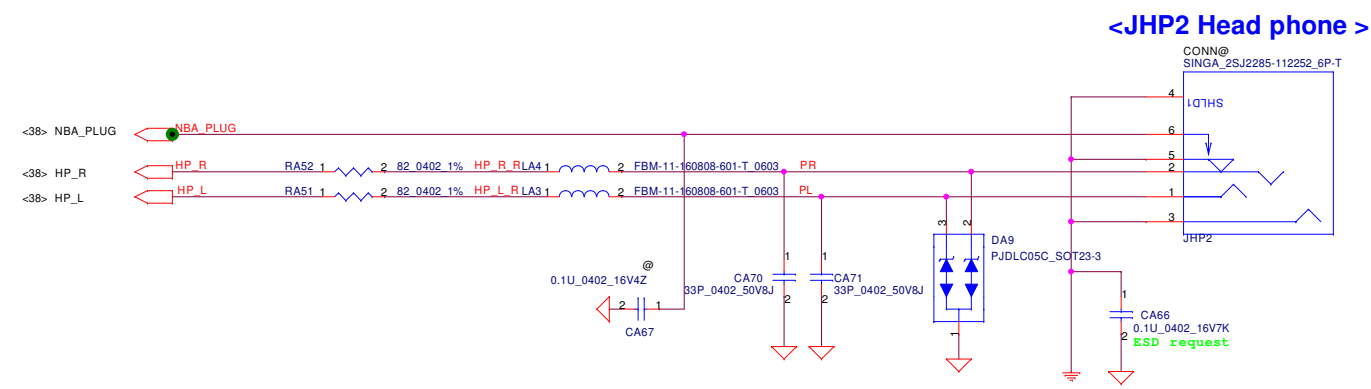 <JHP2 Head phone >
CONN@
SINGA_2SJ2285-112252_6P-T
4 SHLD1
<38> NBA_PLUG NBA_PLUG 6
5
<38> HP_R HP_R RA52 1 2 82_0402_1% HP_R_R LA4 1 2 FBM-11-160808-601-T_0603 PR 2
<38> HP_L HP_L RA51 1 2 82_0402_1% HP_L_R LA3 1 2 FBM-11-160808-601-T_0603 PL 1
3
JHP2
3 2
DA9
PJDLC05C_SOT23-3
1
@
0.1U_0402_16V4Z
2 1
CA67
1
CA70
33P_0402_50V8J
2
1
CA71
33P_0402_50V8J
2
1
CA66
0.1U_0402_16V7K
2
ESD request